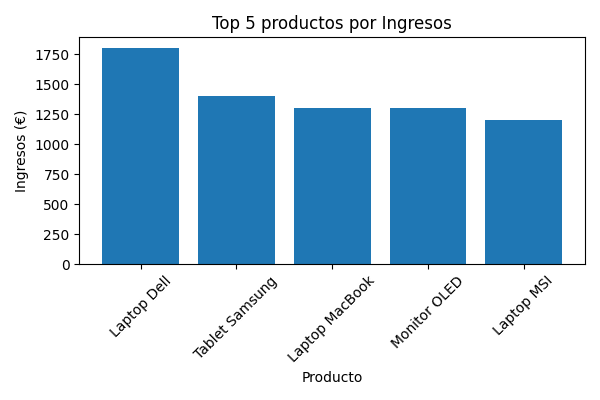 Top 5 productos por Ingresos
Ingresos (€)
1750
1500
1250
1000
750
500
250
0
Laptop Dell
Tablet Samsung
Laptop MacBook
Monitor OLED
Laptop MSI
Producto